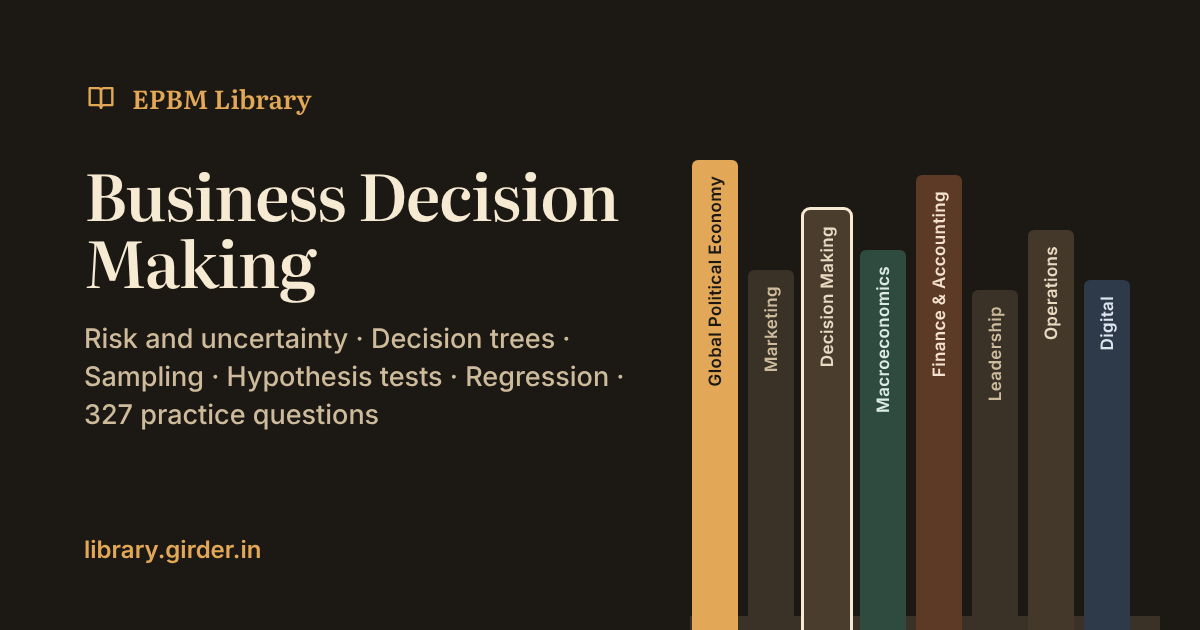 EPBM Library
Business Decision
Making
Risk and uncertainty · Decision trees ·
Sampling · Hypothesis tests · Regression ·
327 practice questions
library.girder.in
Global Political Economy
Marketing
Decision Making
Macroeconomics
Finance & Accounting
Leadership
Operations
Digital